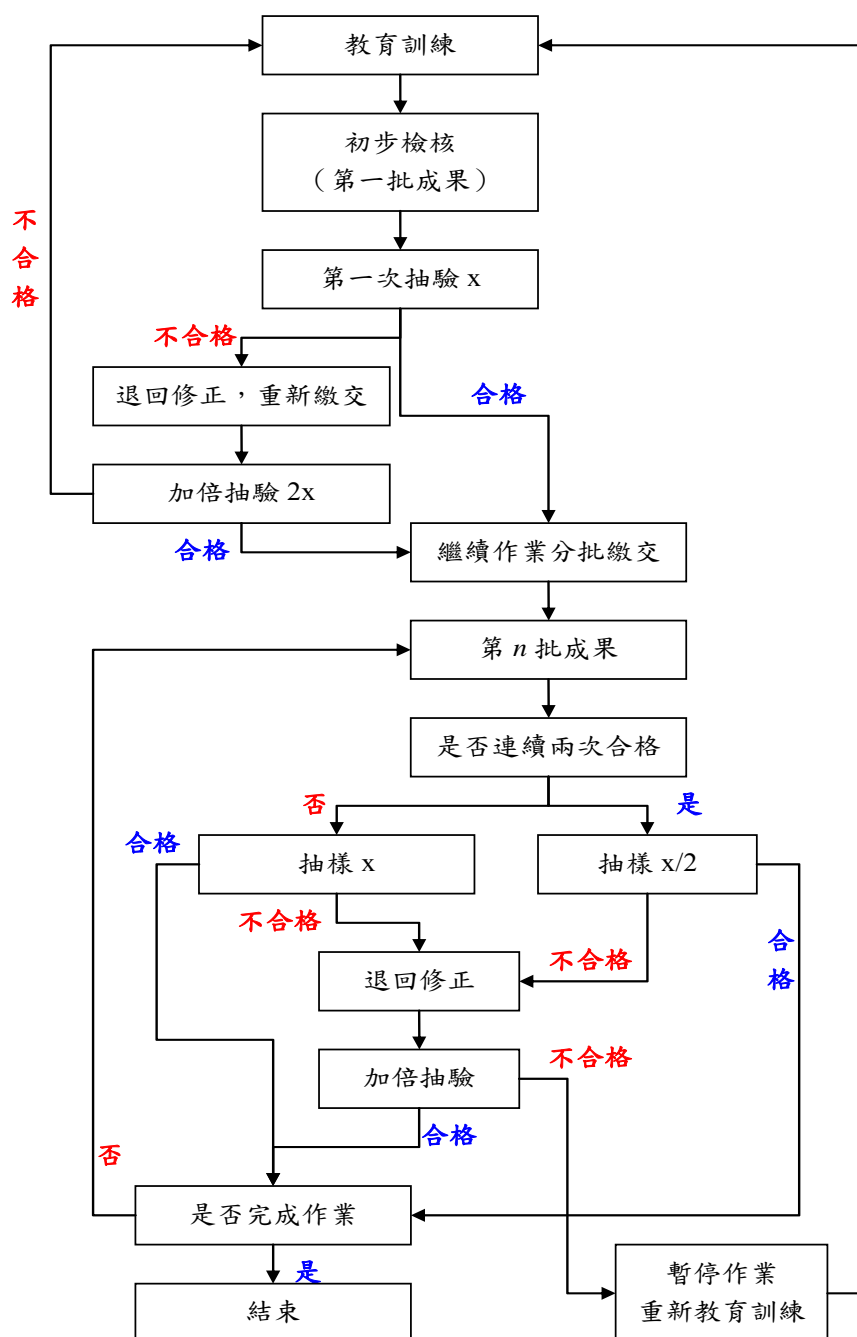 教育訓練
初步檢核
（第一批成果）
不
合
格
第一次抽驗 x
不合格
退回修正，重新繳交
合格
加倍抽驗 2x
合格
繼續作業分批繳交
第 n 批成果
是否連續兩次合格
否
是
合格
抽樣 x
抽樣 x/2
不合格
合
格
不合格
退回修正
加倍抽驗
不合格
合格
否
是否完成作業
是
結束
暫停作業
重新教育訓練